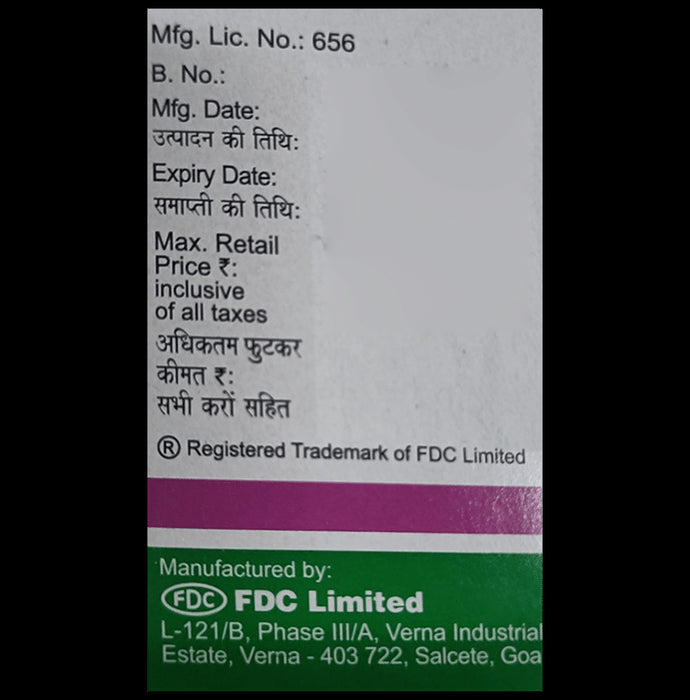 Mfg. Lic. No.: 656
B. No.:
Mfg. Date:
उत्पादन की तिथि:
Expiry Date:
समाप्ती की तिथि:
Max. Retail
Price ₹:
inclusive
of all taxes
अधिकतम फुटकर
कीमत ₹:
सभी करों सहित
® Registered Trademark of FDC Limited
Manufactured by:
FDC FDC Limited
L-121/B, Phase III/A, Verna Industrial
Estate, Verna - 403 722, Salcete, Goa